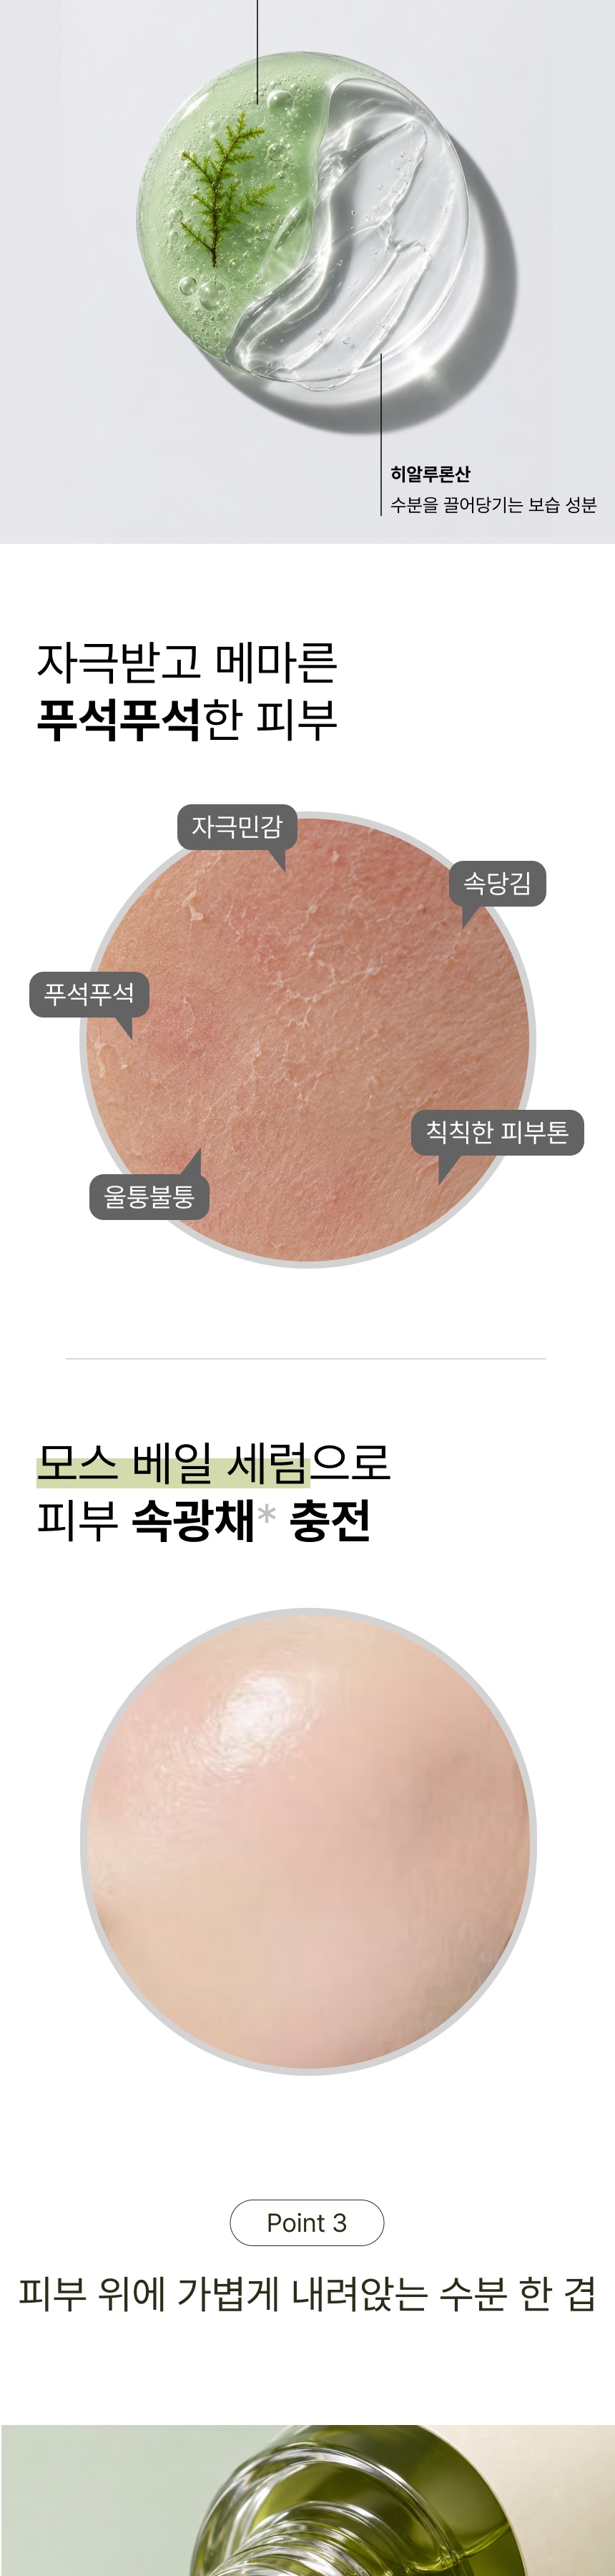 히알루론산
수분을 끌어당기는 보습 성분
자극받고 메마른
푸석푸석한 피부
자극민감
속당김
푸석푸석
칙칙한 피부톤
울퉁불퉁
모스 베일 세럼으로
피부 속광채* 충전
Point 3
피부 위에 가볍게 내려앉는 수분 한 겹